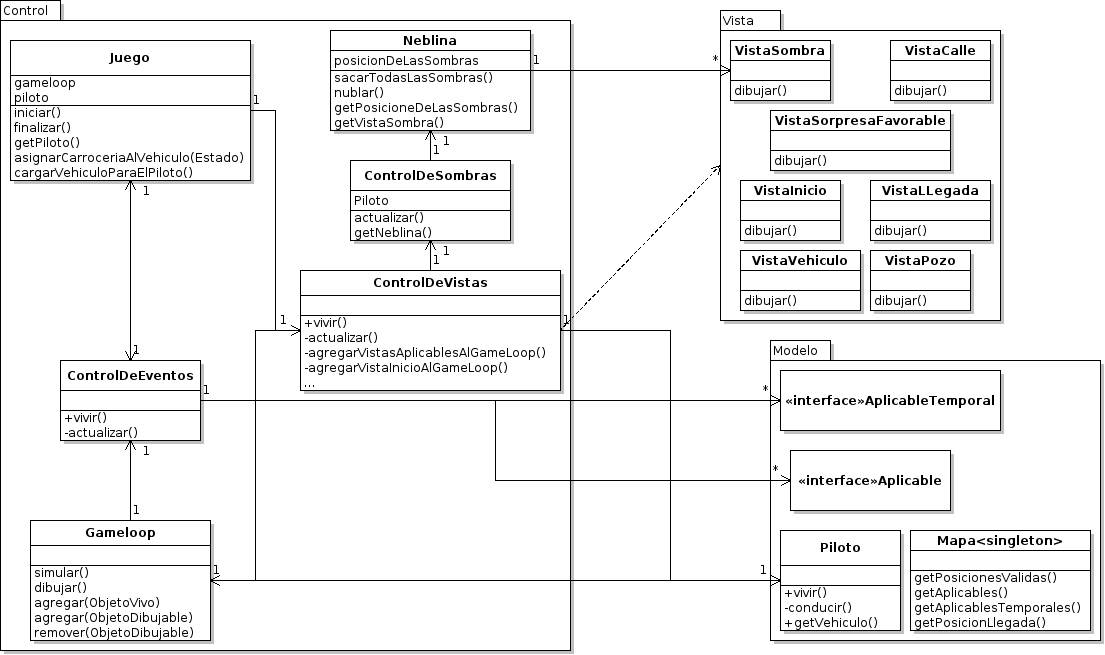 Control
Juego
gameloop
piloto
iniciar()
finalizar()
getPiloto()
asignarCarroceriaAlVehiculo(Estado)
cargarVehiculoParaElPiloto()
1
1
Neblina
posicionDeLasSombras
sacarTodasLasSombras()
nublar()
getPosicioneDeLasSombras()
getVistaSombra()
1
*
1
1
ControlDeSombras
Piloto
actualizar()
getNeblina()
1
1
ControlDeVistas
+vivir()
-actualizar()
-agregarVistasAplicablesAlGameLoop()
-agregarVistaInicioAlGameLoop()
...
1
1
1
ControlDeEventos
+vivir()
-actualizar()
1
1
1
Gameloop
simular()
dibujar()
agregar(ObjetoVivo)
agregar(ObjetoDibujable)
remover(ObjetoDibujable)
1
Vista
VistaSombra
dibujar()
VistaCalle
dibujar()
VistaSorpresaFavorable
dibujar()
VistaInicio
dibujar()
VistaLLegada
dibujar()
VistaVehiculo
dibujar()
VistaPozo
dibujar()
Modelo
*
«interface»AplicableTemporal
*
«interface»Aplicable
1
Piloto
+vivir()
-conducir()
+getVehiculo()
Mapa<singleton>
getPosicionesValidas()
getAplicables()
getAplicablesTemporales()
getPosicionLlegada()